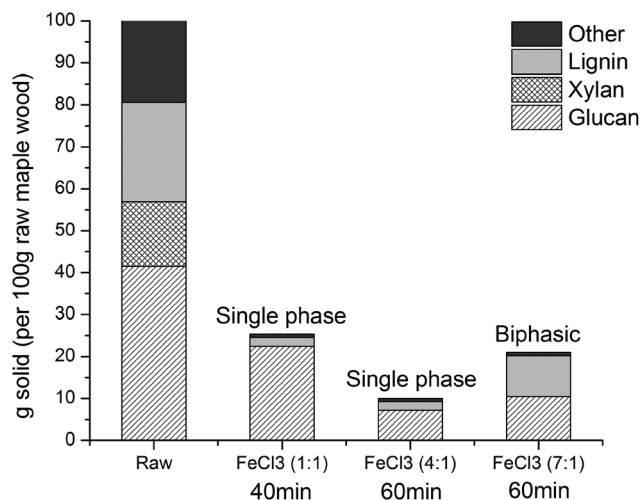 100
90
80
70
60
50
40
30
20
10
0
g solid (per 100g raw maple wood)
Other
Lignin
Xylan
Glucan
Single phase
Single phase
Biphasic
Raw
FeCl3 (1:1)
40min
FeCl3 (4:1)
60min
FeCl3 (7:1)
60min